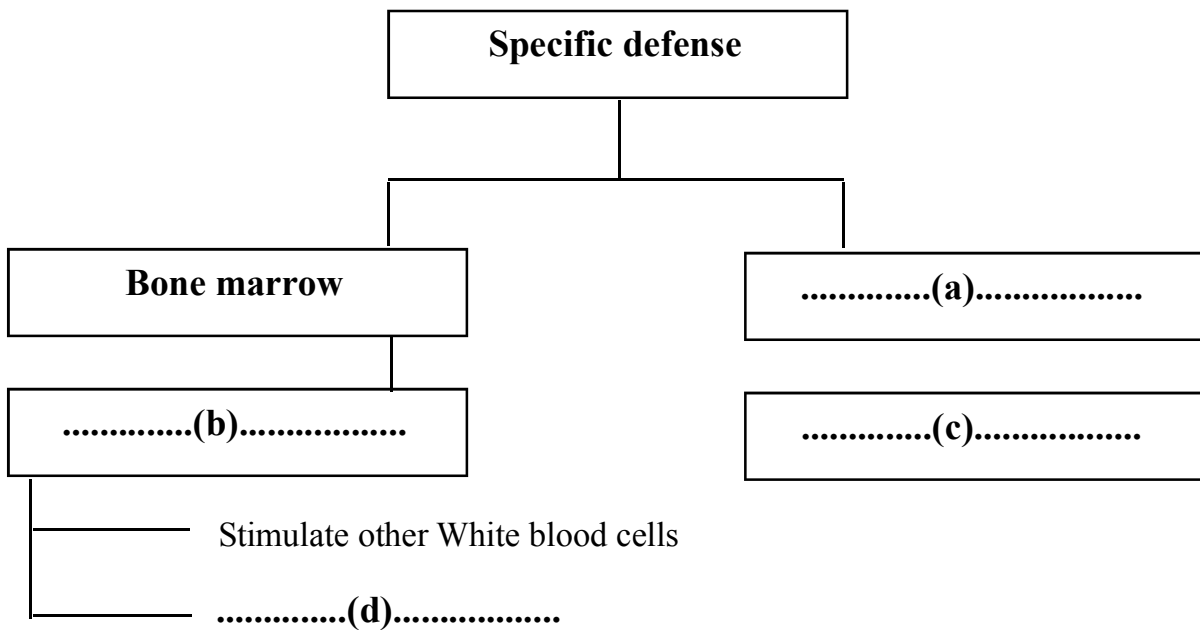 Specific defense
Bone marrow
..............(a)..................
..............(b)..................
..............(c)..................
Stimulate other White blood cells
..............(d)..................